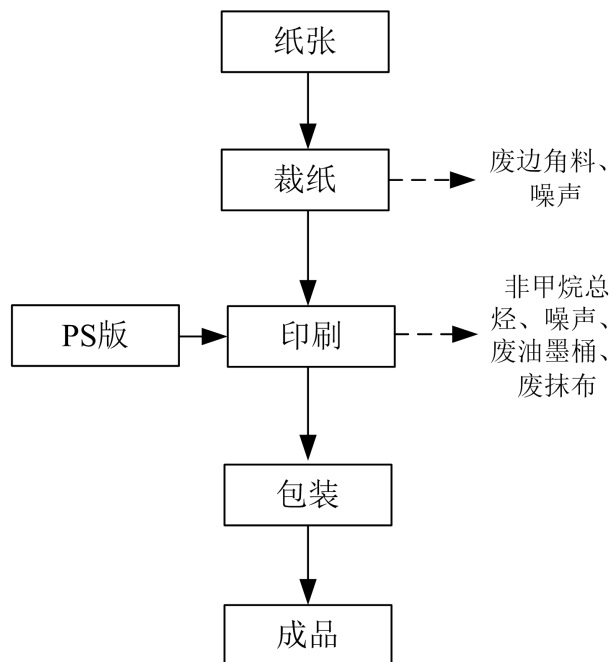 纸张
裁纸
废边角料、
噪声
PS版
印刷
非甲烷总
烃、噪声、
废油墨桶、
废抹布
包装
成品